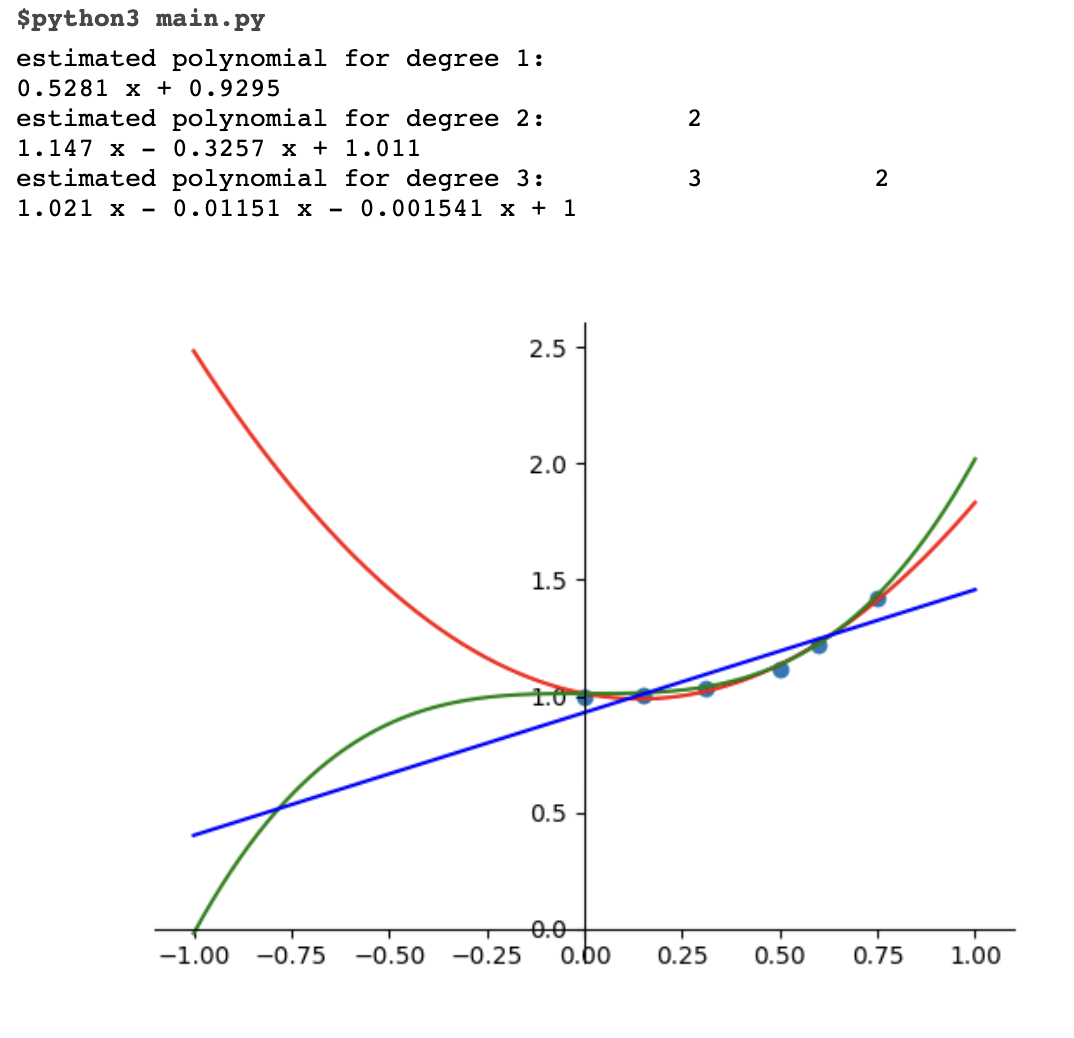 $python3 main.py
estimated polynomial for degree 1:
0.5281 x + 0.9295
estimated polynomial for degree 2:         2
1.147 x - 0.3257 x + 1.011
estimated polynomial for degree 3:         3           2
1.021 x - 0.01151 x - 0.001541 x + 1
2.5
2.0
1.5
1.0
0.5
0.0
−1.00 −0.75 −0.50 −0.25 0.00 0.25 0.50 0.75 1.00